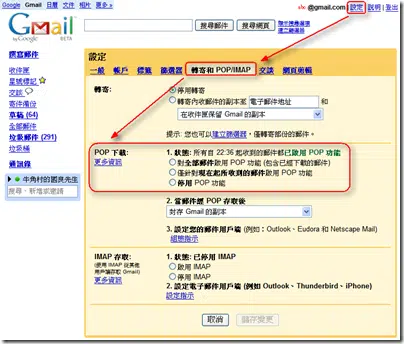 Google Gmail 日曆 文件 相片 更多 »
@gmail.com | 設定 | 說明 | 登出
Gmail
by Google BETA
搜尋郵件 搜尋網頁 顯示搜尋選項
建立篩選器
撰寫郵件
收件匣
星號標記
交談
寄件備份
草稿 (64)
全部郵件
垃圾郵件 (291)
垃圾桶
通訊錄
牛角村的國良先生
搜尋、新增或邀請
設定
一般 帳戶 標籤 篩選器 轉寄和 POP/IMAP 交談 網頁剪輯
轉寄:
停用轉寄
轉寄內收郵件的副本至 電子郵件地址 和
在收件匣保留 Gmail 的副本
提示: 您也可以建立篩選器，僅轉寄部份的郵件。
POP 下載:
更多資訊
1. 狀態: 所有自 22:36 起收到的郵件都已啟用 POP 功能
對全部郵件啟用 POP 功能 (包含已經下載的郵件)
僅針對現在起所收到的郵件啟用 POP 功能
停用 POP 功能
2. 當郵件經 POP 存取後
封存 Gmail 的副本
3. 設定您的郵件用戶端 (例如：Outlook、Eudora 和 Netscape Mail)
組態指示
IMAP 存取:
(使用 IMAP 從其他
用戶端存取 Gmail)
更多資訊
1. 狀態: 已停用 IMAP
啟用 IMAP
停用 IMAP
2. 設定電子郵件用戶端 (例如 Outlook、Thunderbird、iPhone)
設定指示
取消 儲存變更